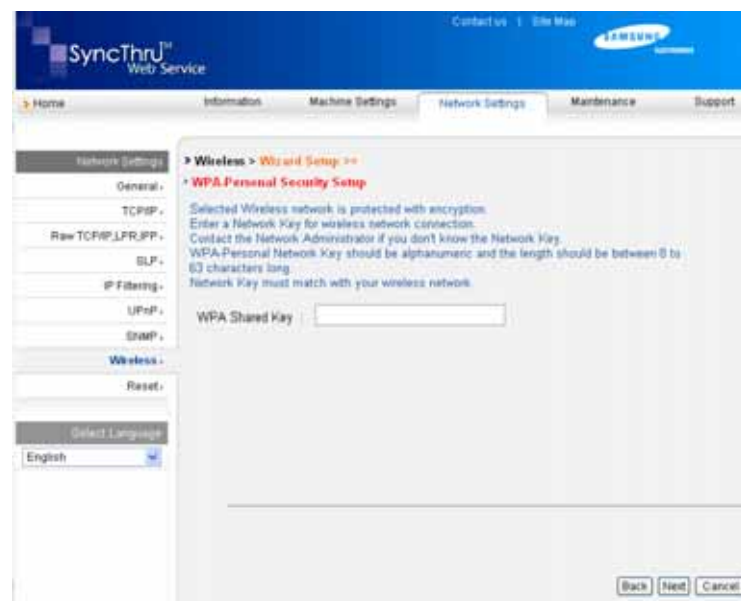 Contact us | Site Map
SAMSUNG
SyncThru™
Web Service
Home
Information
Machine Settings
Network Settings
Maintenance
Support
Network Settings
General
TCP/IP
Raw TCP/IP,LPR,IPP
SLP
IP Filtering
UPnP
SNMP
Wireless
Reset
Select Language
English
> Wireless > Wizard Setup >>
WPA-Personal Security Setup
Selected Wireless network is protected with encryption.
Enter a Network Key for wireless network connection.
Contact the Network Administrator if you don't know the Network Key.
WPA-Personal Network Key should be alphanumeric and the length should be between 8 to
63 characters long.
Network Key must match with your wireless network.
WPA Shared Key :
Back
Next
Cancel